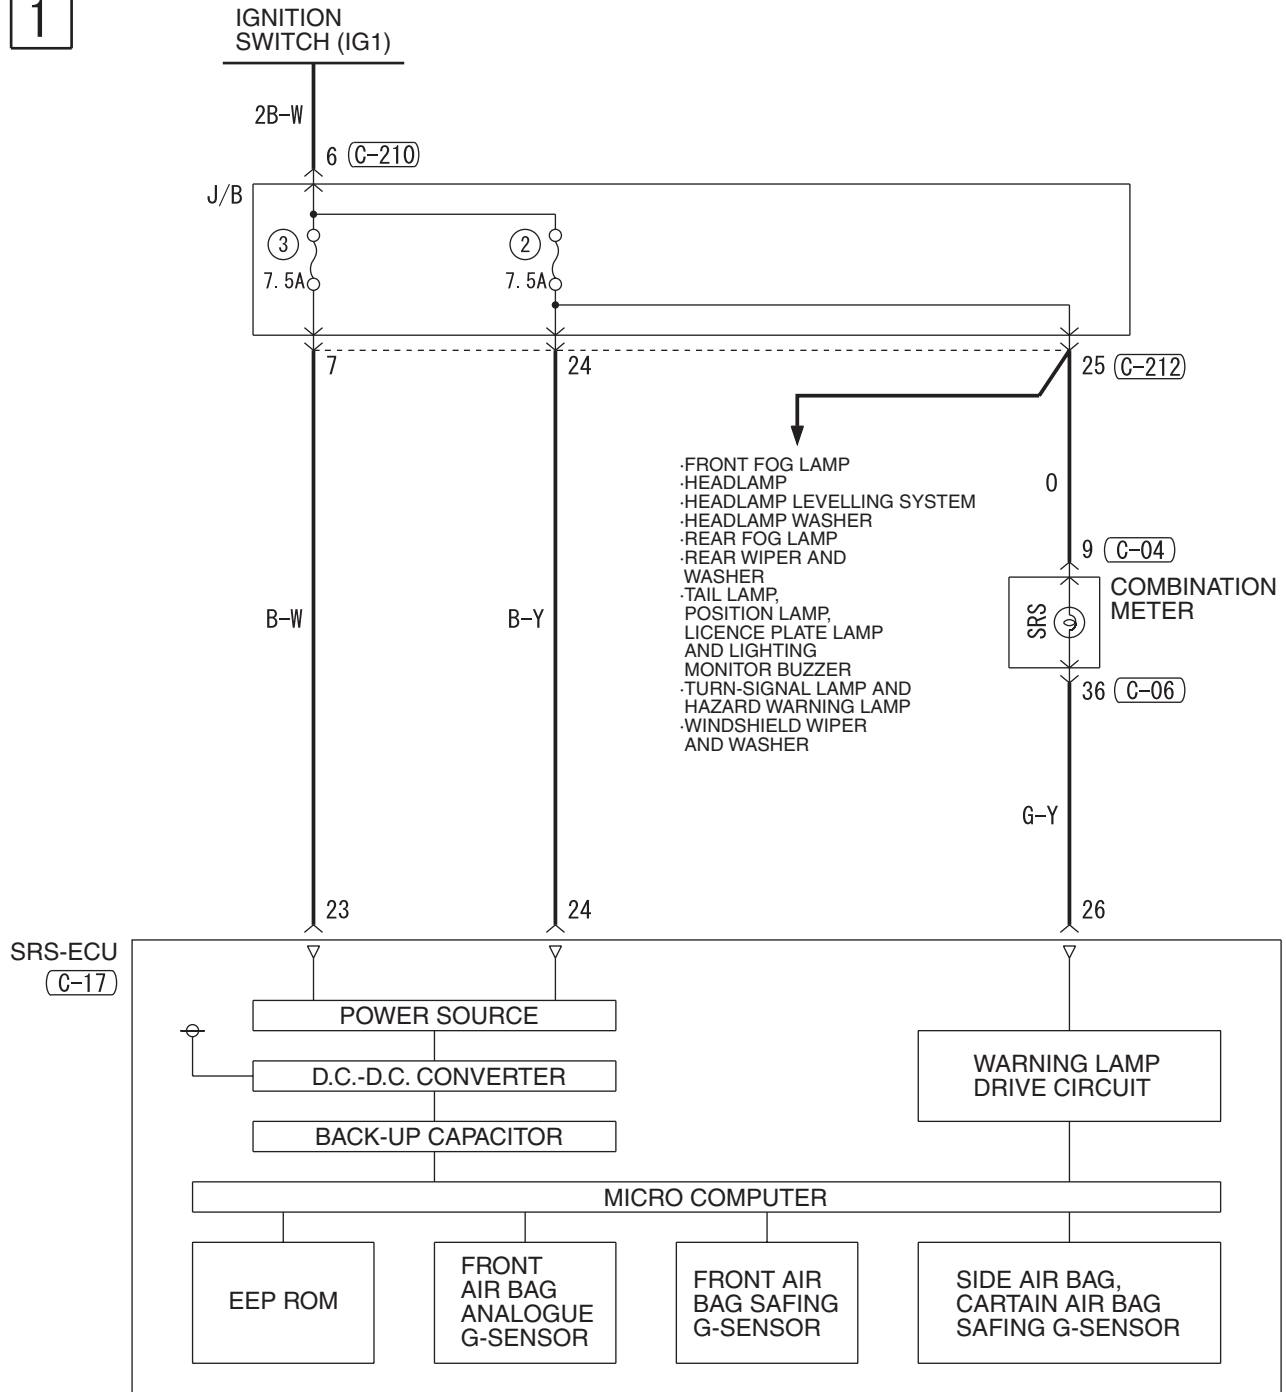 1
IGNITION
SWITCH (IG1)
2B-W
6 C-210
J/B
3
2
7.5A
7.5A
7
24
25 C-212
·FRONT FOG LAMP
·HEADLAMP
·HEADLAMP LEVELLING SYSTEM
·HEADLAMP WASHER
·REAR FOG LAMP
·REAR WIPER AND
WASHER
·TAIL LAMP,
POSITION LAMP,
LICENCE PLATE LAMP
AND LIGHTING
MONITOR BUZZER
·TURN-SIGNAL LAMP AND
HAZARD WARNING LAMP
·WINDSHIELD WIPER
AND WASHER
O
9 C-04
COMBINATION
METER
SRS
B-W
B-Y
36 C-06
G-Y
23
24
26
SRS-ECU
C-17
POWER SOURCE
D.C.-D.C. CONVERTER
BACK-UP CAPACITOR
WARNING LAMP
DRIVE CIRCUIT
MICRO COMPUTER
EEP ROM
FRONT
AIR BAG
ANALOGUE
G-SENSOR
FRONT AIR
BAG SAFING
G-SENSOR
SIDE AIR BAG,
CARTAIN AIR BAG
SAFING G-SENSOR